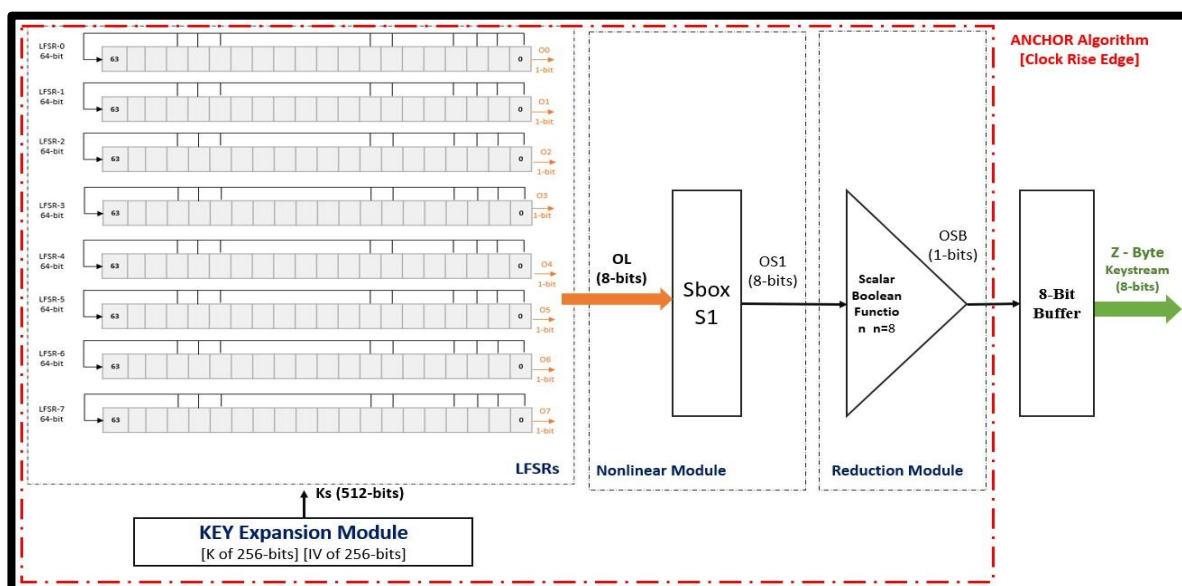 ANCHOR Algorithm
[Clock Rise Edge]
LFSR-0
64-bit
63
0
O0
1-bit
LFSR-1
64-bit
63
0
O1
1-bit
LFSR-2
64-bit
63
0
O2
1-bit
LFSR-3
64-bit
63
0
O3
1-bit
LFSR-4
64-bit
63
0
O4
1-bit
LFSR-5
64-bit
63
0
O5
1-bit
LFSR-6
64-bit
63
0
O6
1-bit
LFSR-7
64-bit
63
0
O7
1-bit
LFSRs
OL
(8-bits)
Sbox
S1
OS1
(8-bits)
Nonlinear Module
Scalar
Boolean
Functio
n n=8
OSB
(1-bits)
Reduction Module
8-Bit
Buffer
Z - Byte
Keystream
(8-bits)
Ks (512-bits)
KEY Expansion Module
[K of 256-bits] [IV of 256-bits]